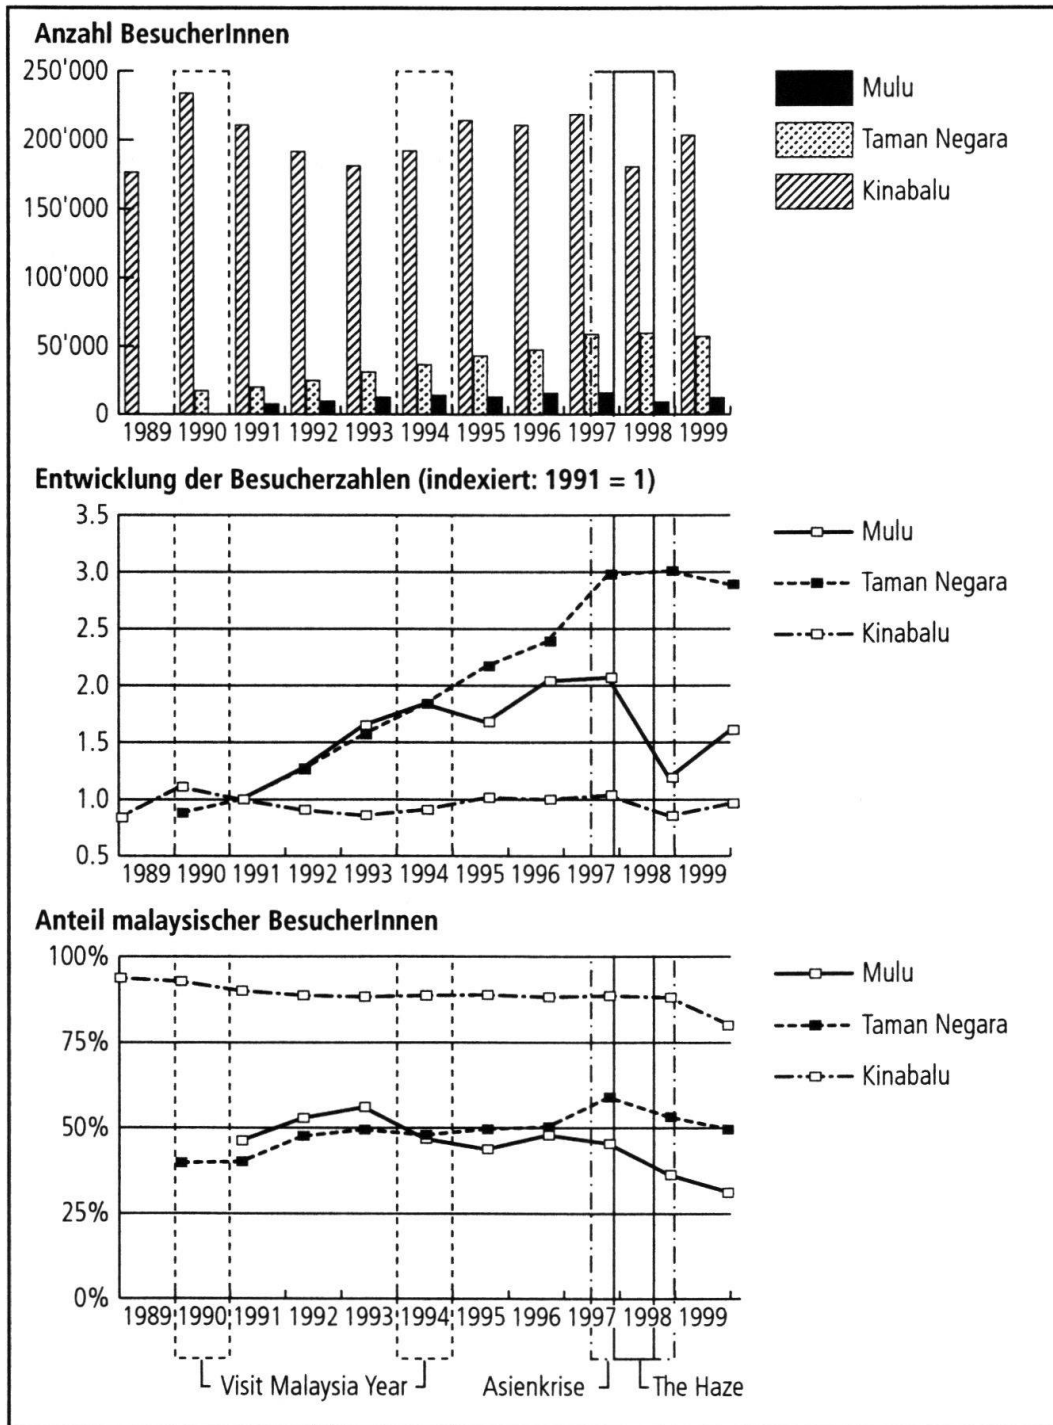 Anzahl BesucherInnen
250'000
200'000
150'000
100'000
50'000
0
1989 1990 1991 1992 1993 1994 1995 1996 1997 1998 1999
Mulu
Taman Negara
Kinabalu
Entwicklung der Besucherzahlen (indexiert: 1991 = 1)
3.5
3.0
2.5
2.0
1.5
1.0
0.5
1989 1990 1991 1992 1993 1994 1995 1996 1997 1998 1999
Mulu
Taman Negara
Kinabalu
Anteil malaysischer BesucherInnen
100%
75%
50%
25%
0%
1989 1990 1991 1992 1993 1994 1995 1996 1997 1998 1999
Mulu
Taman Negara
Kinabalu
Visit Malaysia Year Asienkrise The Haze